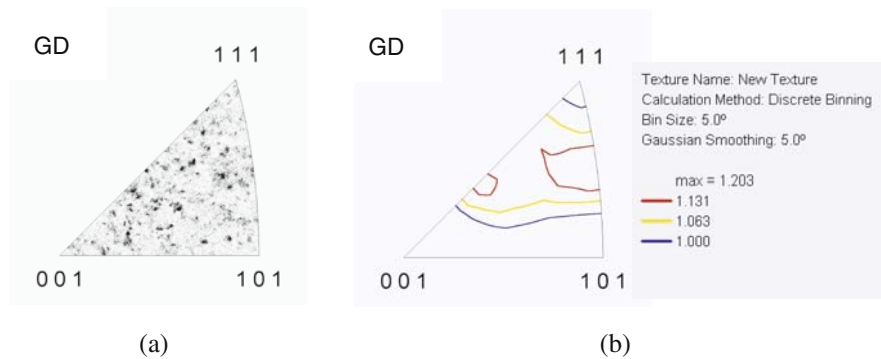 GD
1 1 1
0 0 1
1 0 1
(a)
GD
1 1 1
0 0 1
1 0 1
Texture Name: New Texture
Calculation Method: Discrete Binning
Bin Size: 5.0º
Gaussian Smoothing: 5.0º
max = 1.203
1.131
1.063
1.000
(b)